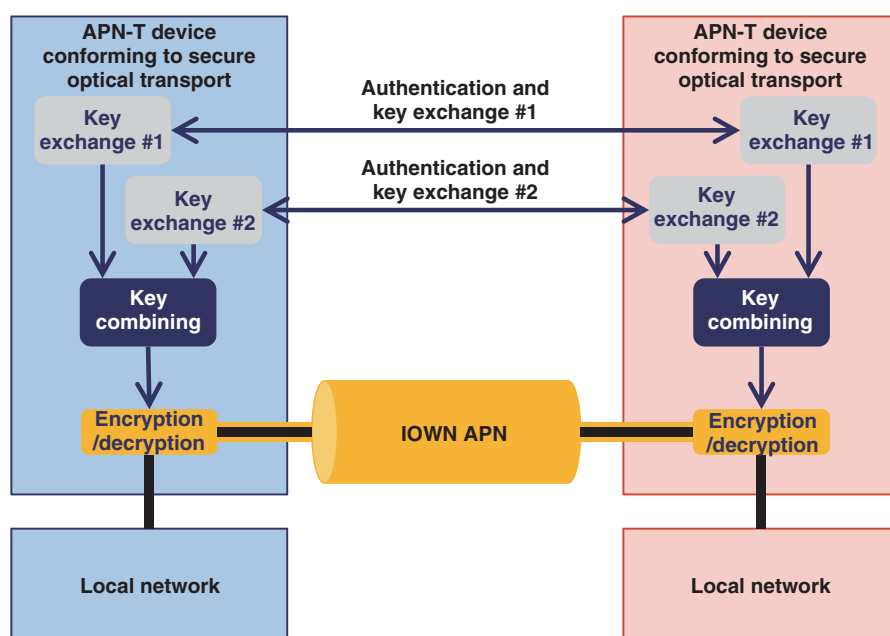 APN-T device
conforming to secure
optical transport
APN-T device
conforming to secure
optical transport
Authentication and
key exchange #1
Key
exchange #1
Key
exchange #1
Authentication and
key exchange #2
Key
exchange #2
Key
exchange #2
Key
combining
Key
combining
Encryption
/decryption
IOWN APN
Encryption
/decryption
Local network
Local network